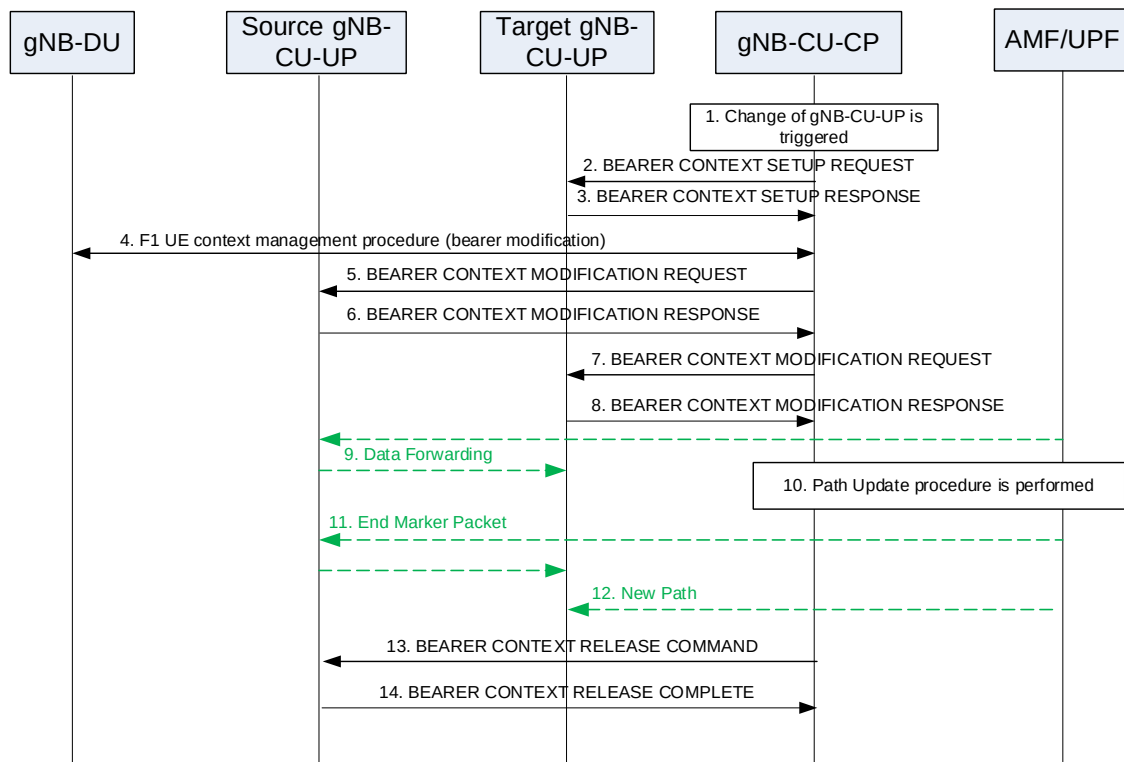 gNB-DU
Source gNB-
CU-UP
Target gNB-
CU-UP
gNB-CU-CP
AMF/UPF
1. Change of gNB-CU-UP is
triggered
2. BEARER CONTEXT SETUP REQUEST
3. BEARER CONTEXT SETUP RESPONSE
4. F1 UE context management procedure (bearer modification)
5. BEARER CONTEXT MODIFICATION REQUEST
6. BEARER CONTEXT MODIFICATION RESPONSE
7. BEARER CONTEXT MODIFICATION REQUEST
8. BEARER CONTEXT MODIFICATION RESPONSE
9. Data Forwarding
10. Path Update procedure is performed
11. End Marker Packet
12. New Path
13. BEARER CONTEXT RELEASE COMMAND
14. BEARER CONTEXT RELEASE COMPLETE